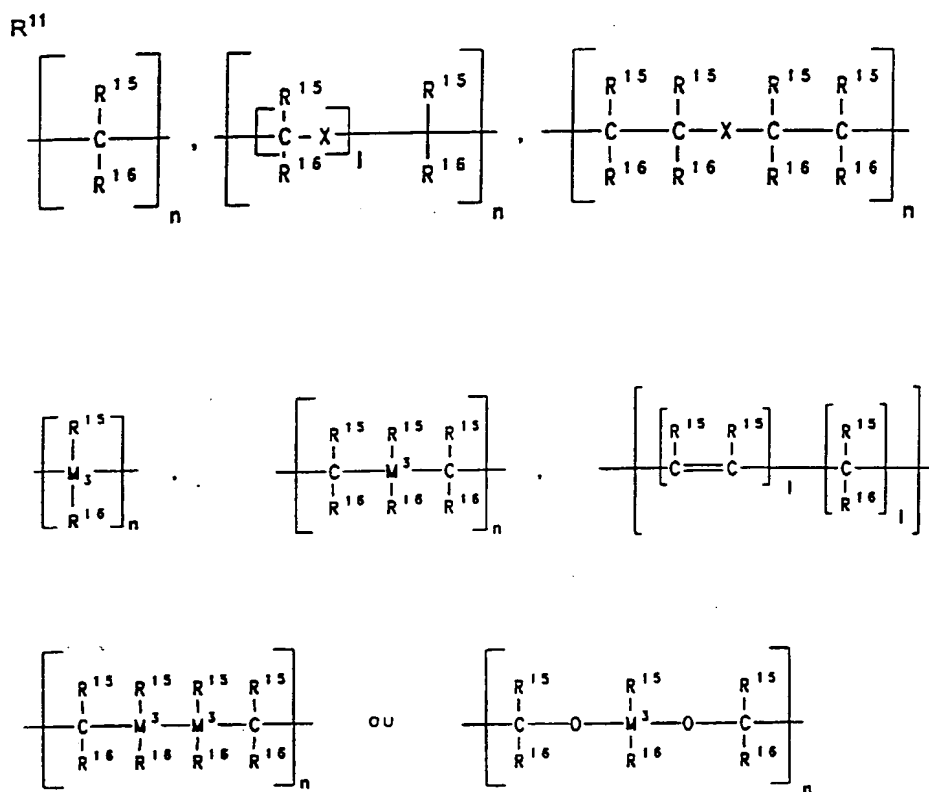 R¹¹
R¹⁵ R¹⁵ R¹⁵ R¹⁵ R¹⁵ R¹⁵ R¹⁵
C , C X , C C X C C
R¹⁶ R¹⁶ l R¹⁶ R¹⁶ R¹⁶ R¹⁶ R¹⁶
n n n
R¹⁵ R¹⁵ R¹⁵ R¹⁵ R¹⁵ R¹⁵ R¹⁵
M₃ . C M³ C , C=C C
R¹⁶ n R¹⁶ R¹⁶ R¹⁶ n l R¹⁶ l
R¹⁵ R¹⁵ R¹⁵ R¹⁵ R¹⁵ R¹⁵ R¹⁵
C M³ M³ C ou C O M³ O C
R¹⁶ R¹⁶ R¹⁶ R¹⁶ n R¹⁶ R¹⁶ R¹⁶ n